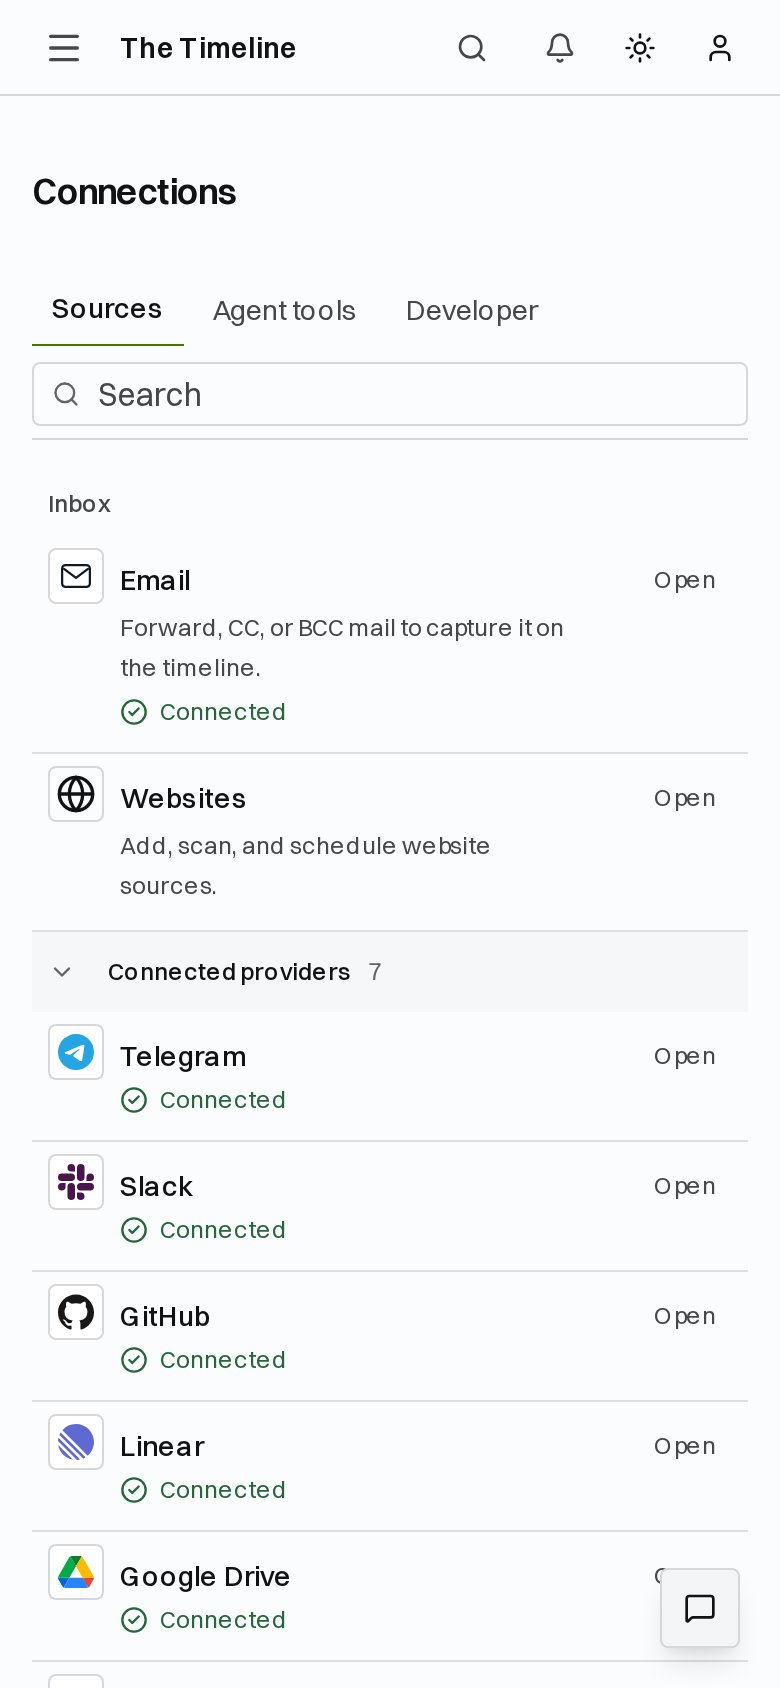 The Timeline
Connections
Sources
Agent tools
Developer
Search
Inbox
Email
Open
Forward, CC, or BCC mail to capture it on
the timeline.
Connected
Websites
Open
Add, scan, and schedule website
sources.
Connected providers 7
Telegram
Open
Connected
Slack
Open
Connected
GitHub
Open
Connected
Linear
Open
Connected
Google Drive
Connected